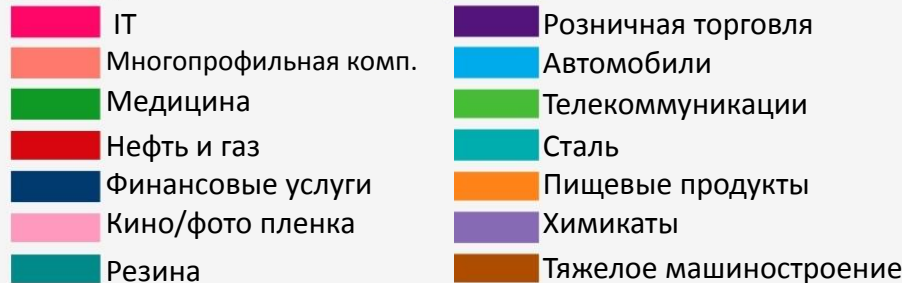 IT
Многопрофильная комп.
Медицина
Нефть и газ
Финансовые услуги
Кино/фото пленка
Резина
Розничная торговля
Автомобили
Телекоммуникации
Сталь
Пищевые продукты
Химикаты
Тяжелое машиностроение